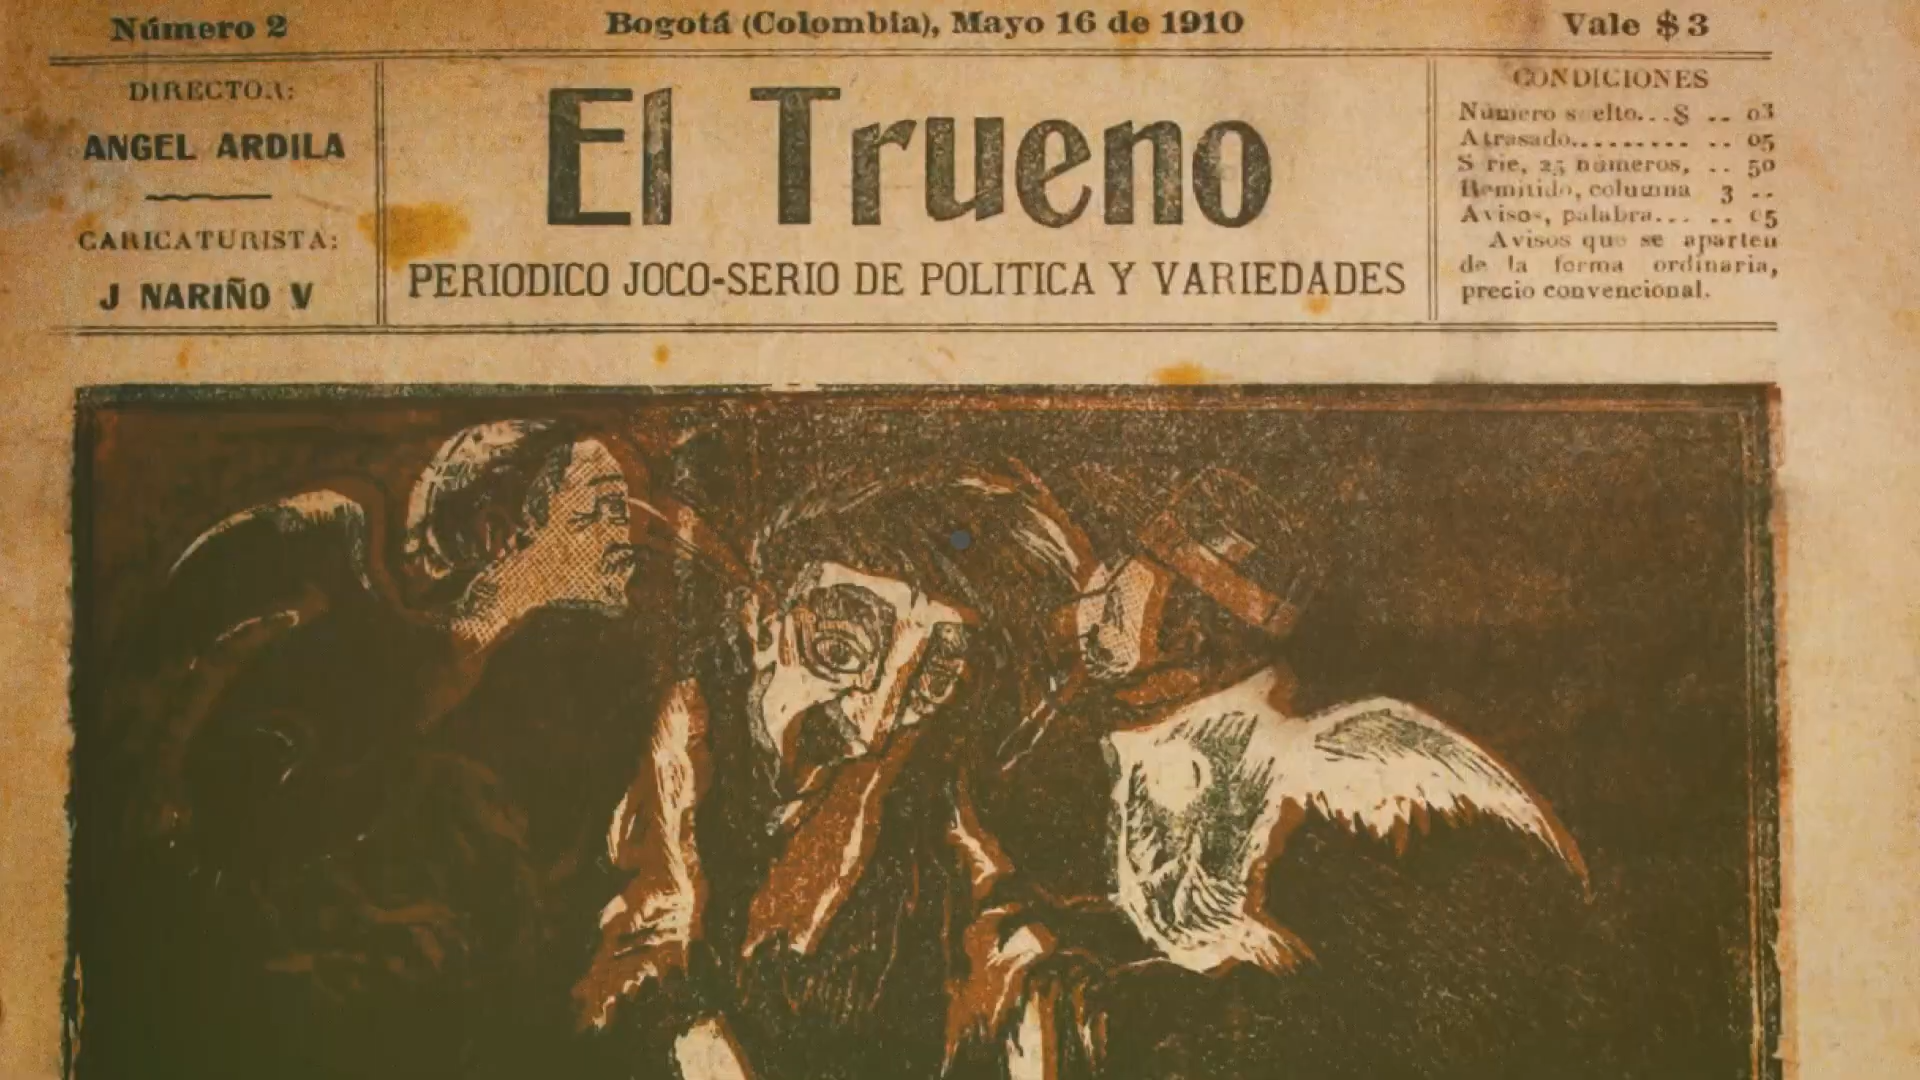 Número 2
Bogotá (Colombia), Mayo 16 de 1910
Vale $ 3
DIRECTOR:
ANGEL ARDILA
CARICATURISTA:
J NARIÑO V
El Trueno
PERIODICO JOCO-SERIO DE POLITICA Y VARIEDADES
CONDICIONES
Número suelto...$ .. 03
Atrasado......... .. 05
Serie, 25 números, .. 50
Remitido, columna 3 ..
Avisos, palabra... .. 05
Avisos que se aparten
de la forma ordinaria,
precio convencional.